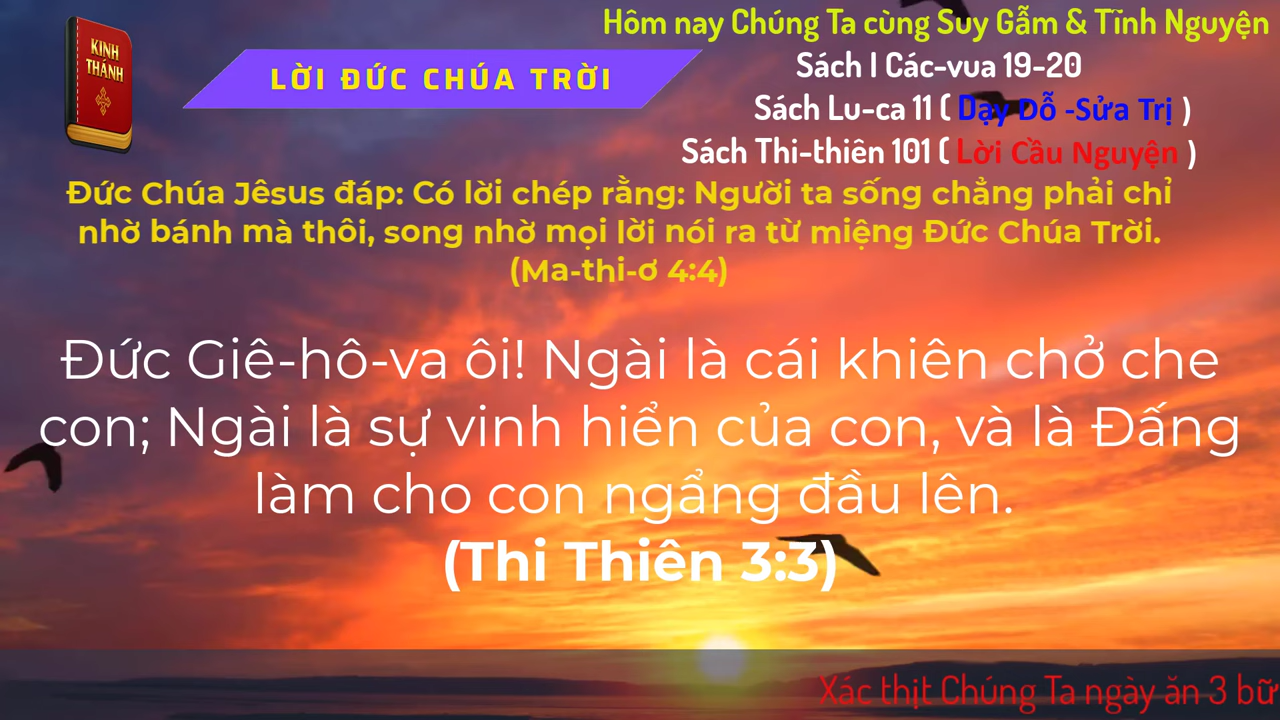 KINH
THÁNH
LỜI ĐỨC CHÚA TRỜI
Hôm nay Chúng Ta cùng Suy Gẫm & Tĩnh Nguyện
Sách I Các-vua 19-20
Sách Lu-ca 11 ( Dạy Dỗ -Sửa Trị )
Sách Thi-thiên 101 ( Lời Cầu Nguyện )
Đức Chúa Jêsus đáp: Có lời chép rằng: Người ta sống chẳng phải chỉ
nhờ bánh mà thôi, song nhờ mọi lời nói ra từ miệng Đức Chúa Trời.
(Ma-thi-ơ 4:4)
Đức Giê-hô-va ôi! Ngài là cái khiên chở che
con; Ngài là sự vinh hiển của con, và là Đấng
làm cho con ngẩng đầu lên.
(Thi Thiên 3:3)
Xác thịt Chúng Ta ngày ăn 3 bữ